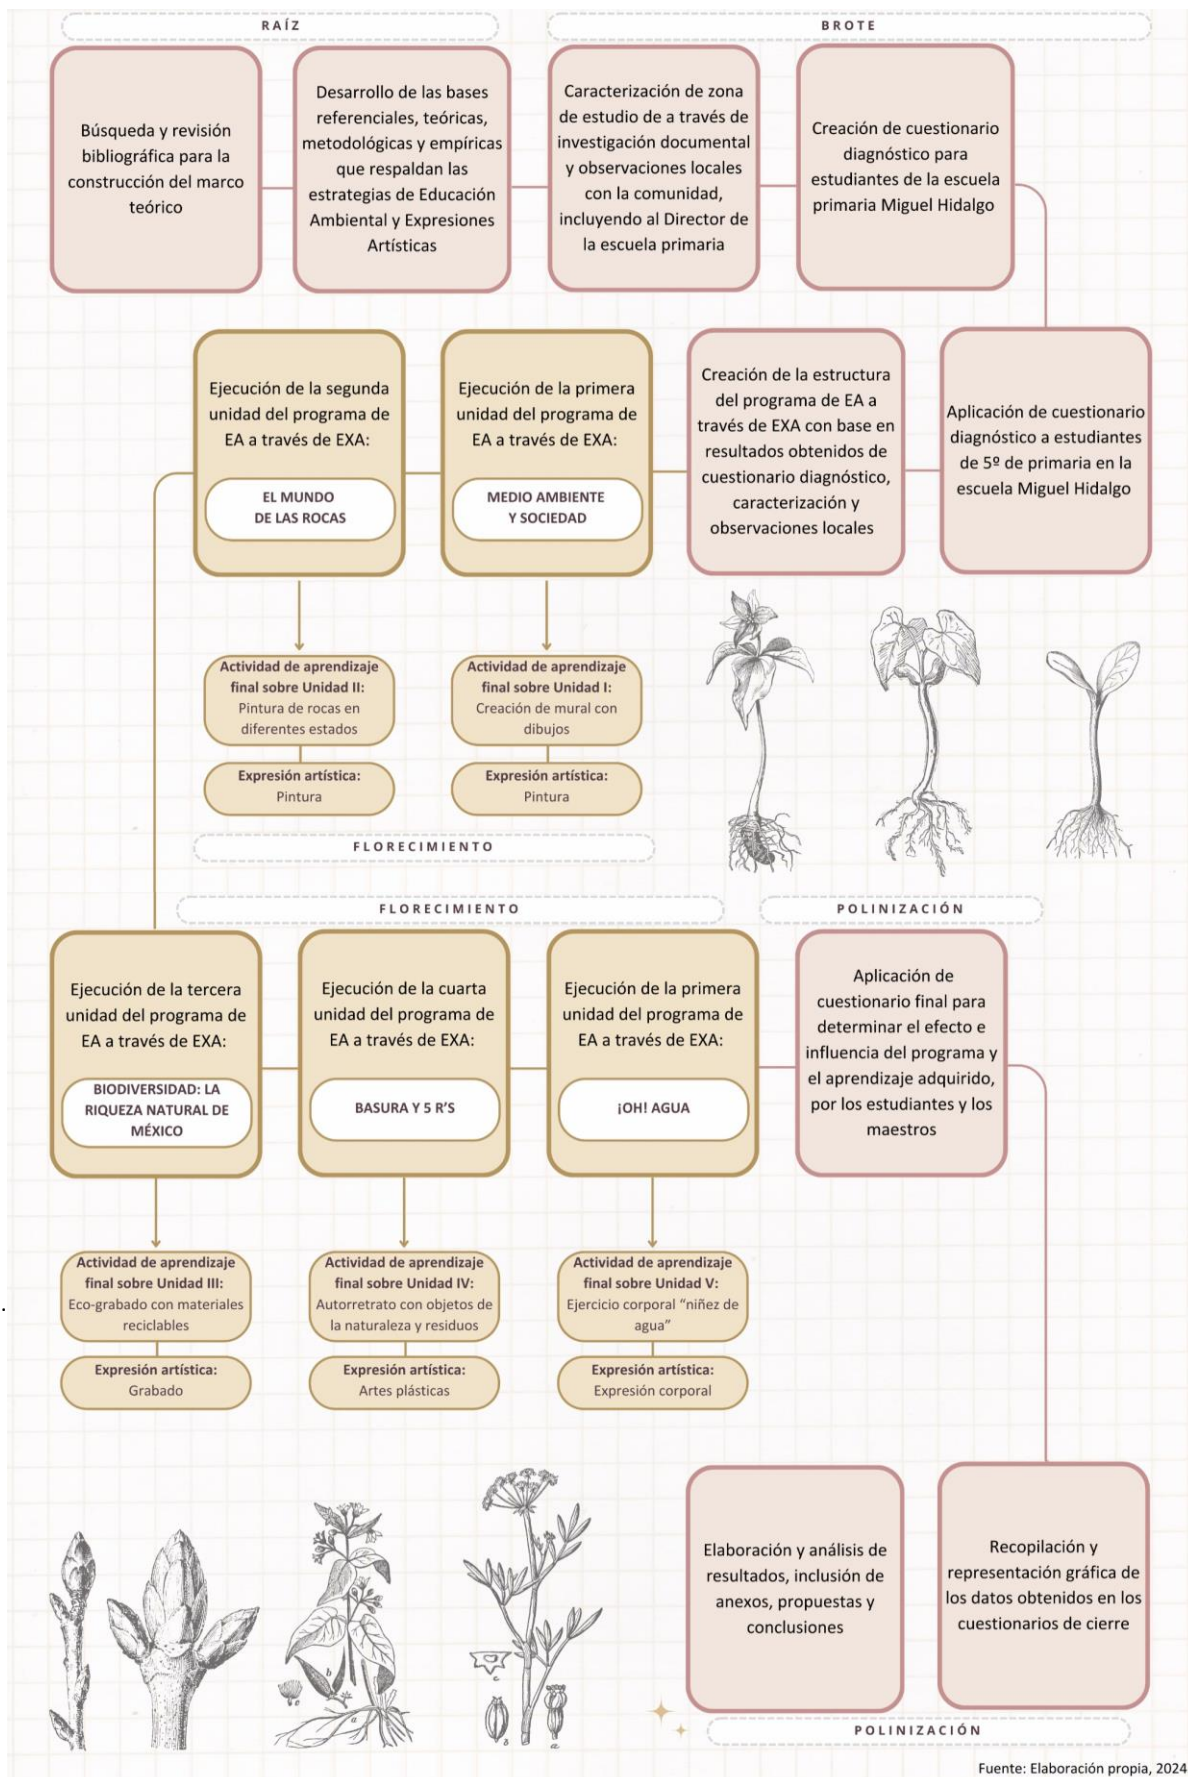 RAÍZ
BROTE
Búsqueda y revisión
bibliográfica para la
construcción del marco
teórico
Desarrollo de las bases
referenciales, teóricas,
metodológicas y empíricas
que respaldan las
estrategias de Educación
Ambiental y Expresiones
Artísticas
Caracterización de zona
de estudio de a través de
investigación documental
y observaciones locales
con la comunidad,
incluyendo al Director de
la escuela primaria
Creación de cuestionario
diagnóstico para
estudiantes de la escuela
primaria Miguel Hidalgo
Aplicación de cuestionario
diagnóstico a estudiantes
de 5º de primaria en la
escuela Miguel Hidalgo
Creación de la estructura
del programa de EA a
través de EXA con base en
resultados obtenidos de
cuestionario diagnóstico,
caracterización y
observaciones locales
Ejecución de la primera
unidad del programa de
EA a través de EXA:
MEDIO AMBIENTE
Y SOCIEDAD
Actividad de aprendizaje
final sobre Unidad I:
Creación de mural con
dibujos
Expresión artística:
Pintura
Ejecución de la segunda
unidad del programa de
EA a través de EXA:
EL MUNDO
DE LAS ROCAS
Actividad de aprendizaje
final sobre Unidad II:
Pintura de rocas en
diferentes estados
Expresión artística:
Pintura
FLORECIMIENTO
FLORECIMIENTO
POLINIZACIÓN
Ejecución de la tercera
unidad del programa de
EA a través de EXA:
BIODIVERSIDAD: LA
RIQUEZA NATURAL DE
MÉXICO
Actividad de aprendizaje
final sobre Unidad III:
Eco-grabado con materiales
reciclables
Expresión artística:
Grabado
Ejecución de la cuarta
unidad del programa de
EA a través de EXA:
BASURA Y 5 R'S
Actividad de aprendizaje
final sobre Unidad IV:
Autorretrato con objetos de
la naturaleza y residuos
Expresión artística:
Artes plásticas
Ejecución de la primera
unidad del programa de
EA a través de EXA:
¡OH! AGUA
Actividad de aprendizaje
final sobre Unidad V:
Ejercicio corporal "niñez de
agua"
Expresión artística:
Expresión corporal
Aplicación de
cuestionario final para
determinar el efecto e
influencia del programa y
el aprendizaje adquirido,
por los estudiantes y los
maestros
Recopilación y
representación gráfica de
los datos obtenidos en los
cuestionarios de cierre
Elaboración y análisis de
resultados, inclusión de
anexos, propuestas y
conclusiones
POLINIZACIÓN
Fuente: Elaboración propia, 2024